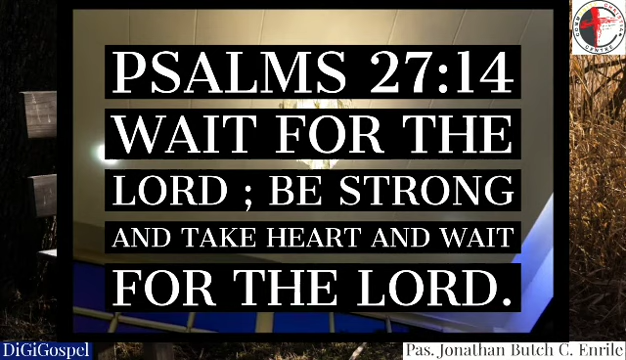 PSALMS 27:14
WAIT FOR THE
LORD ; BE STRONG
AND TAKE HEART AND WAIT
FOR THE LORD.
DiGiGospel
Pas. Jonathan Butch C. Enrile